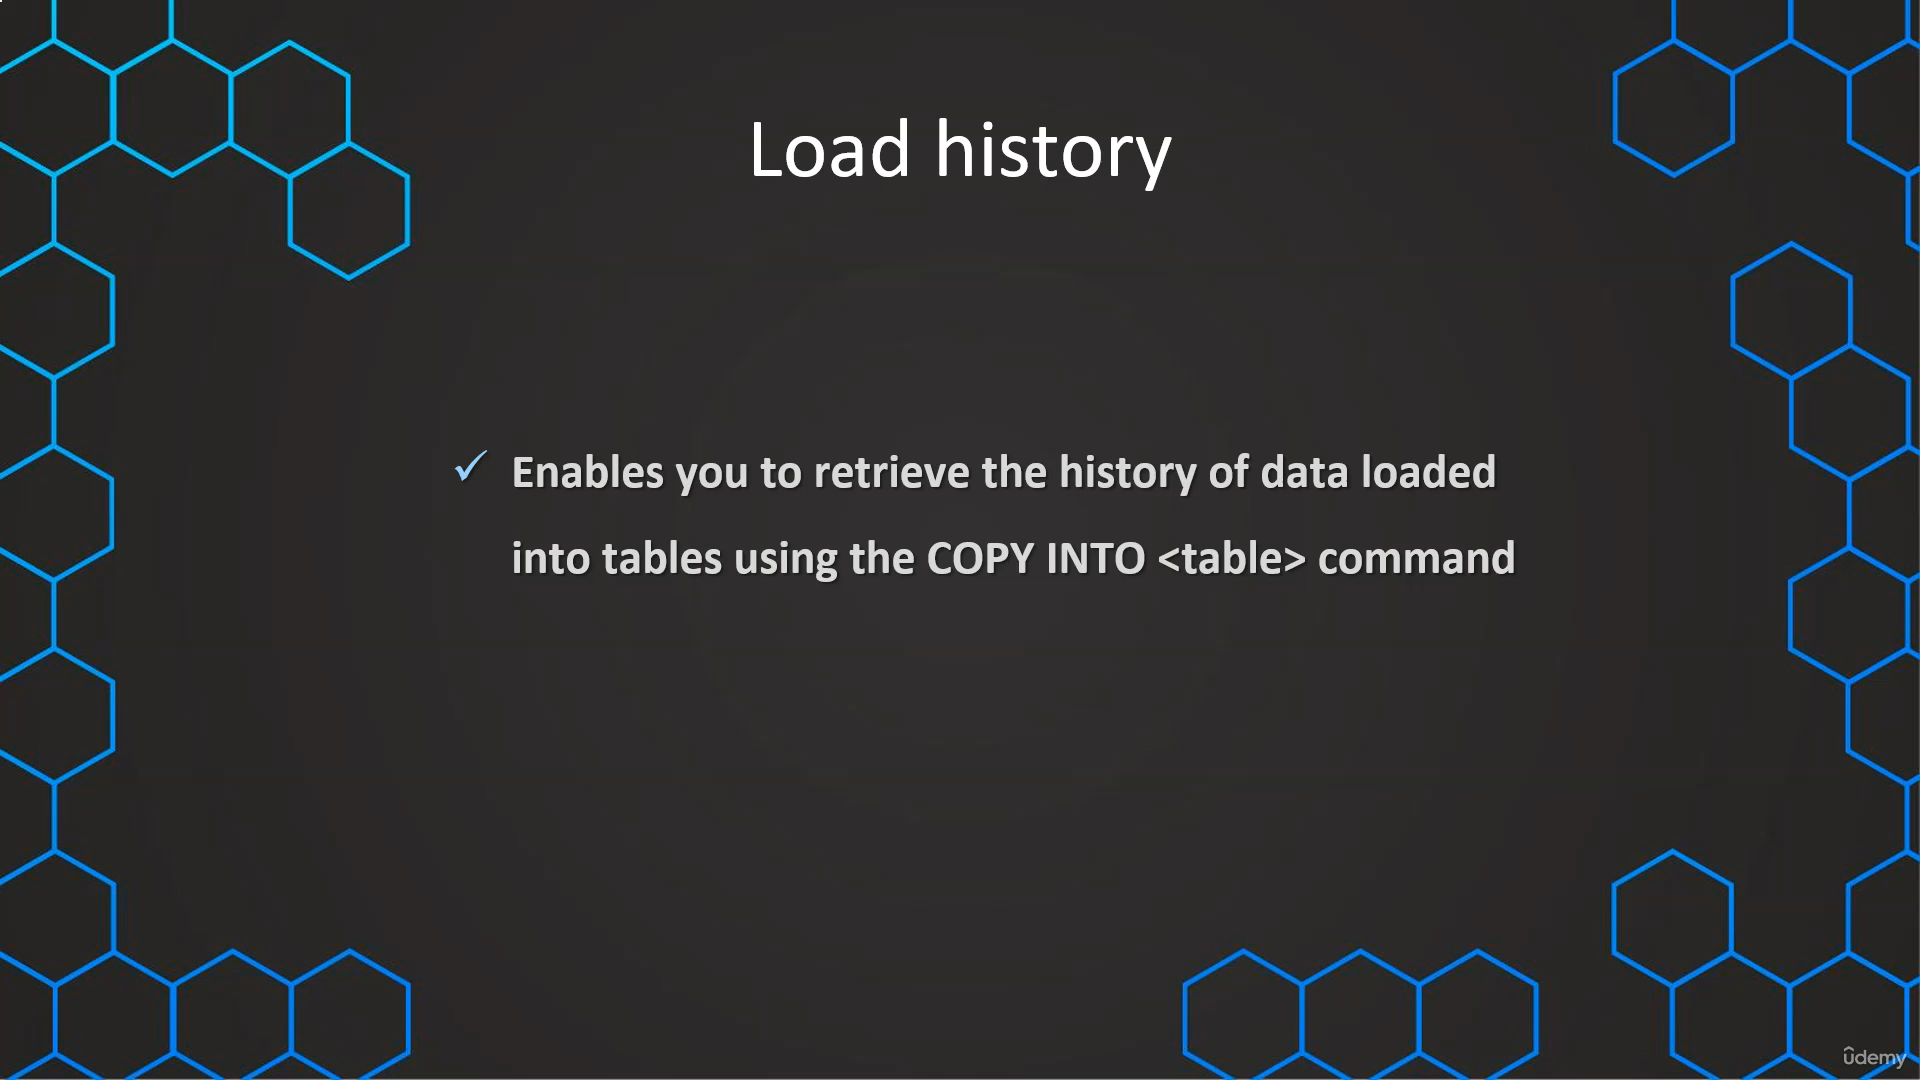 Load history
✓ Enables you to retrieve the history of data loaded
into tables using the COPY INTO <table> command
ûdemy